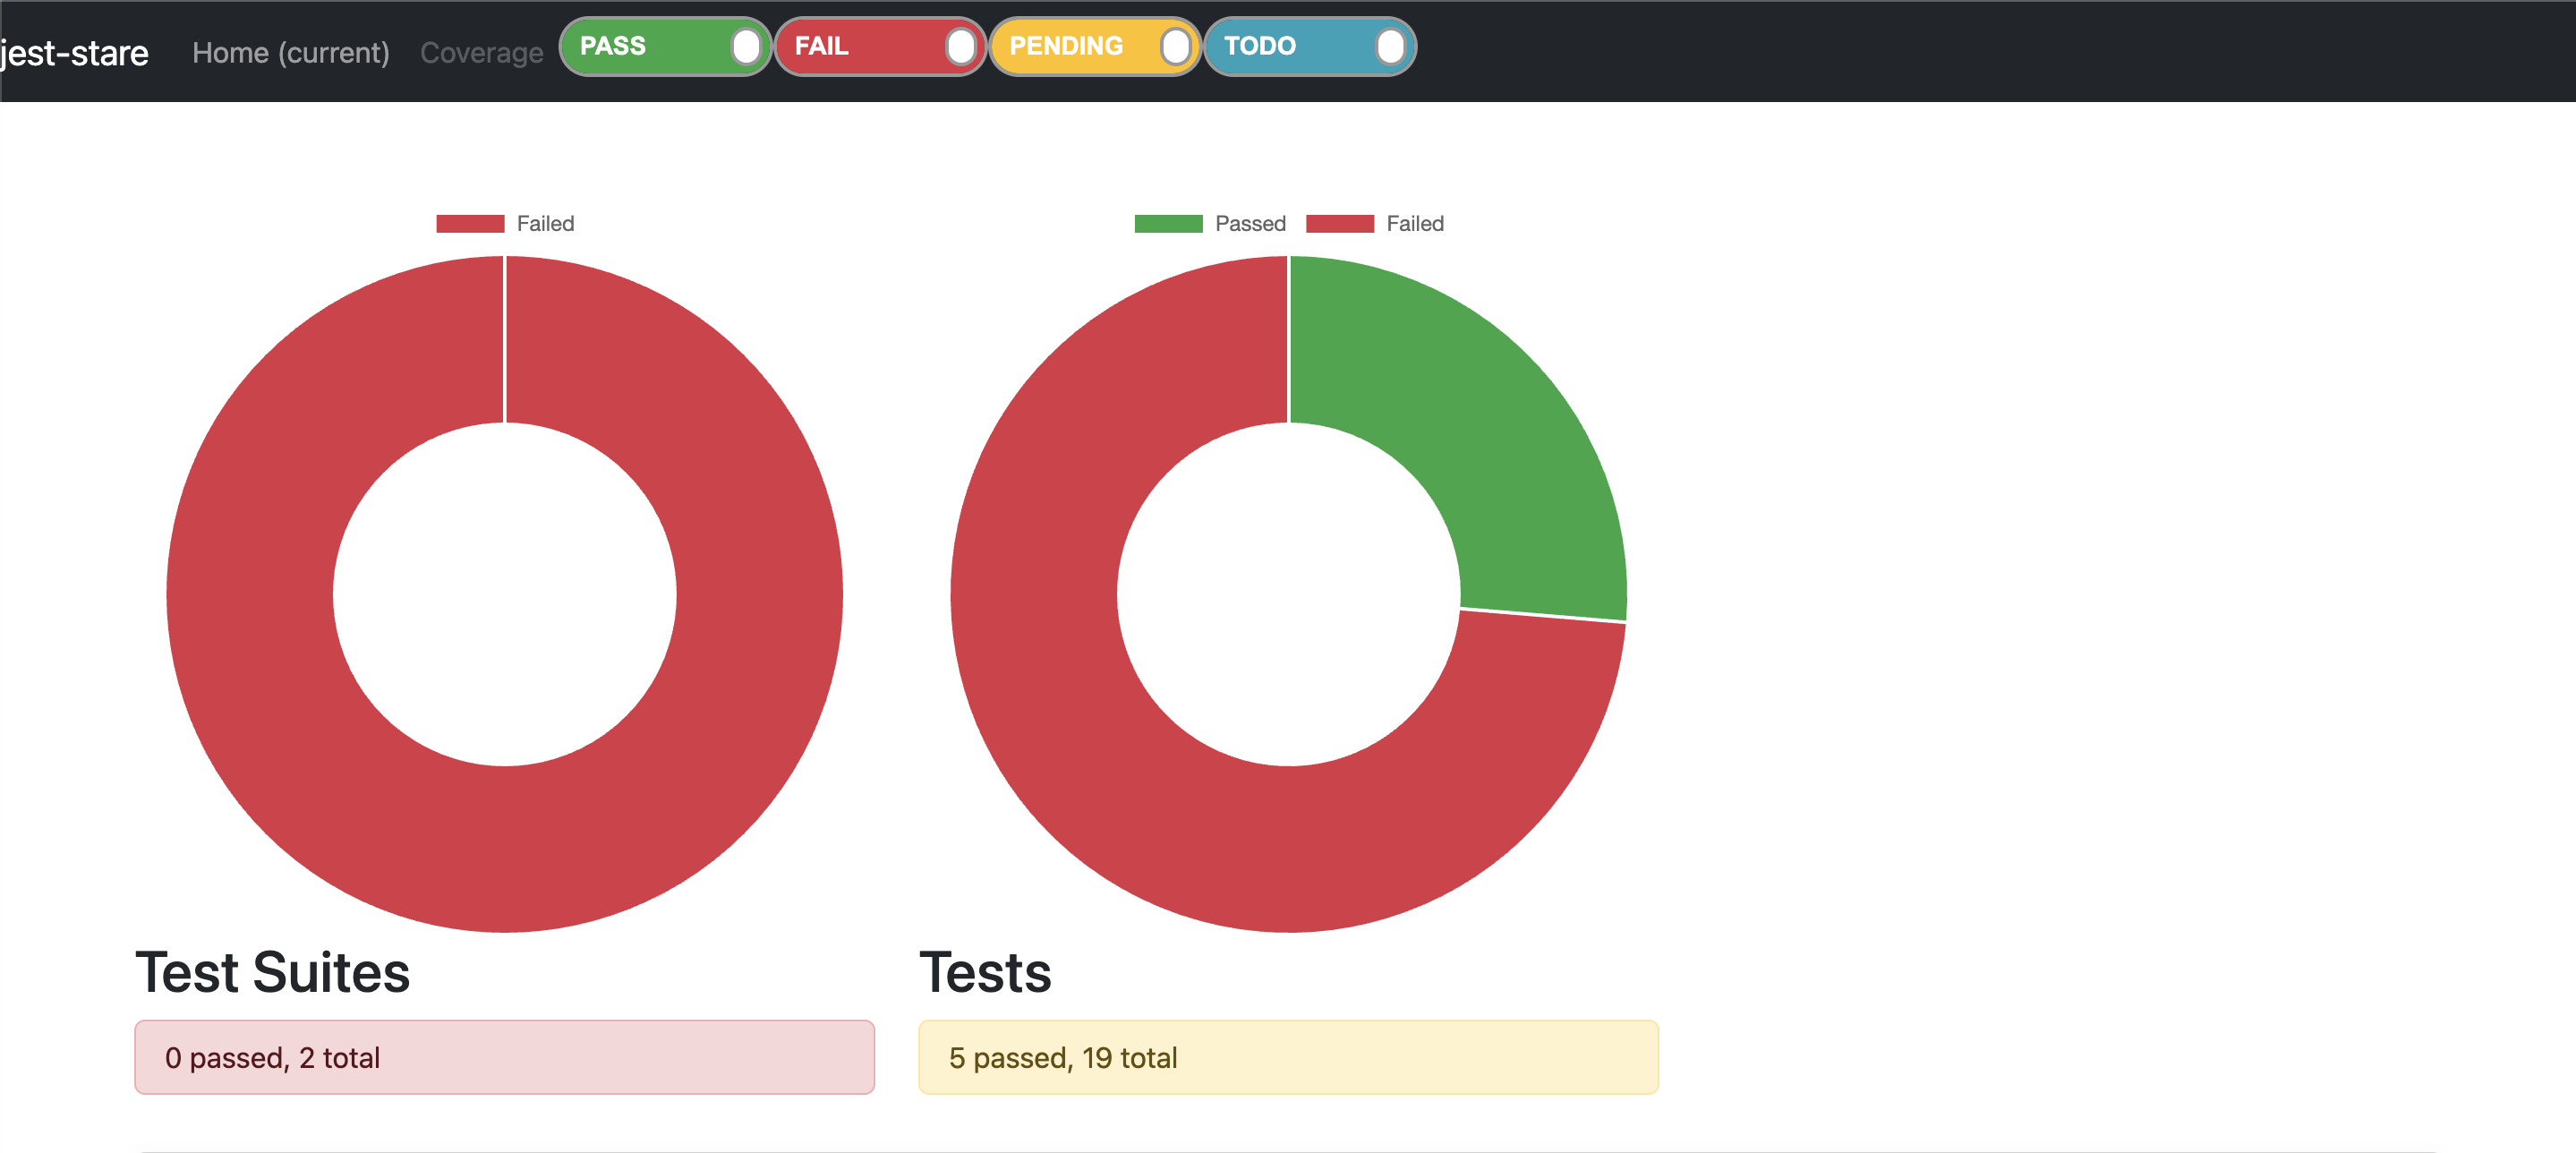 jest-stare Home (current) Coverage PASS FAIL PENDING TODO
Failed
Passed Failed
Test Suites
0 passed, 2 total
Tests
5 passed, 19 total